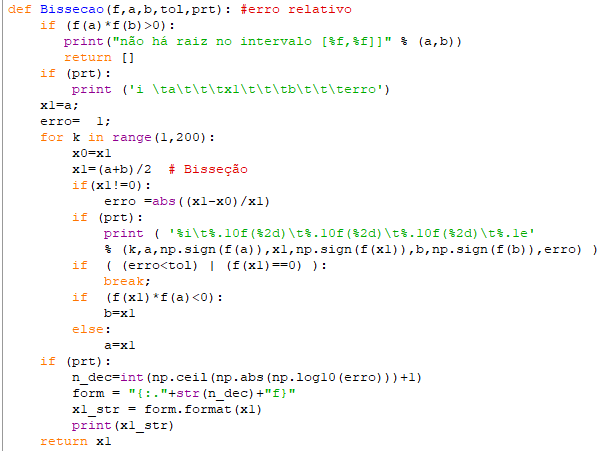 def Bissecao(f,a,b,tol,prt): #erro relativo
    if (f(a)*f(b)>0):
       print("não há raiz no intervalo [%f,%f]]" % (a,b))
       return []
    if (prt):
        print ('i \ta\t\t\tx1\t\t\tb\t\t\terro')
    x1=a;
    erro=  1;
    for k in range(1,200):
        x0=x1
        x1=(a+b)/2  # Bisseção
        if(x1!=0):
            erro =abs((x1-x0)/x1)
        if (prt):
            print ( '%i\t%.10f(%2d)\t%.10f(%2d)\t%.10f(%2d)\t%.1e'
            % (k,a,np.sign(f(a)),x1,np.sign(f(x1)),b,np.sign(f(b)),erro) )
        if  ( (erro<tol) | (f(x1)==0) ):
            break;
        if  (f(x1)*f(a)<0):
            b=x1
        else:
            a=x1
    if (prt):
        n_dec=int(np.ceil(np.abs(np.log10(erro)))+1)
        form = "{:."+str(n_dec)+"f}"
        x1_str = form.format(x1)
        print(x1_str)
    return x1